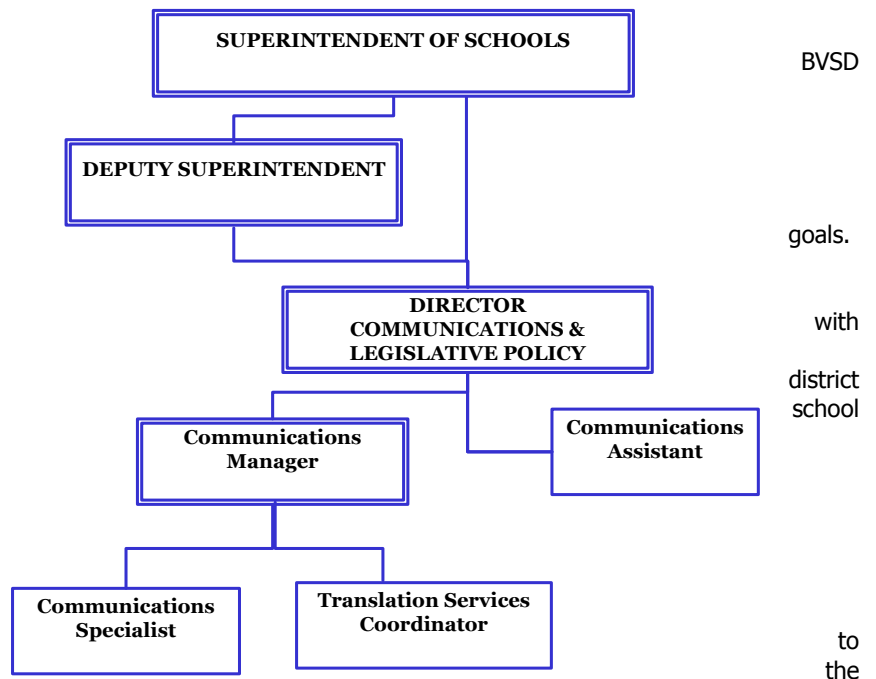 SUPERINTENDENT OF SCHOOLS
BVSD
DEPUTY SUPERINTENDENT
goals.
DIRECTOR
COMMUNICATIONS &
LEGISLATIVE POLICY
with
district
school
Communications
Manager
Communications
Assistant
Communications
Specialist
Translation Services
Coordinator
to
the